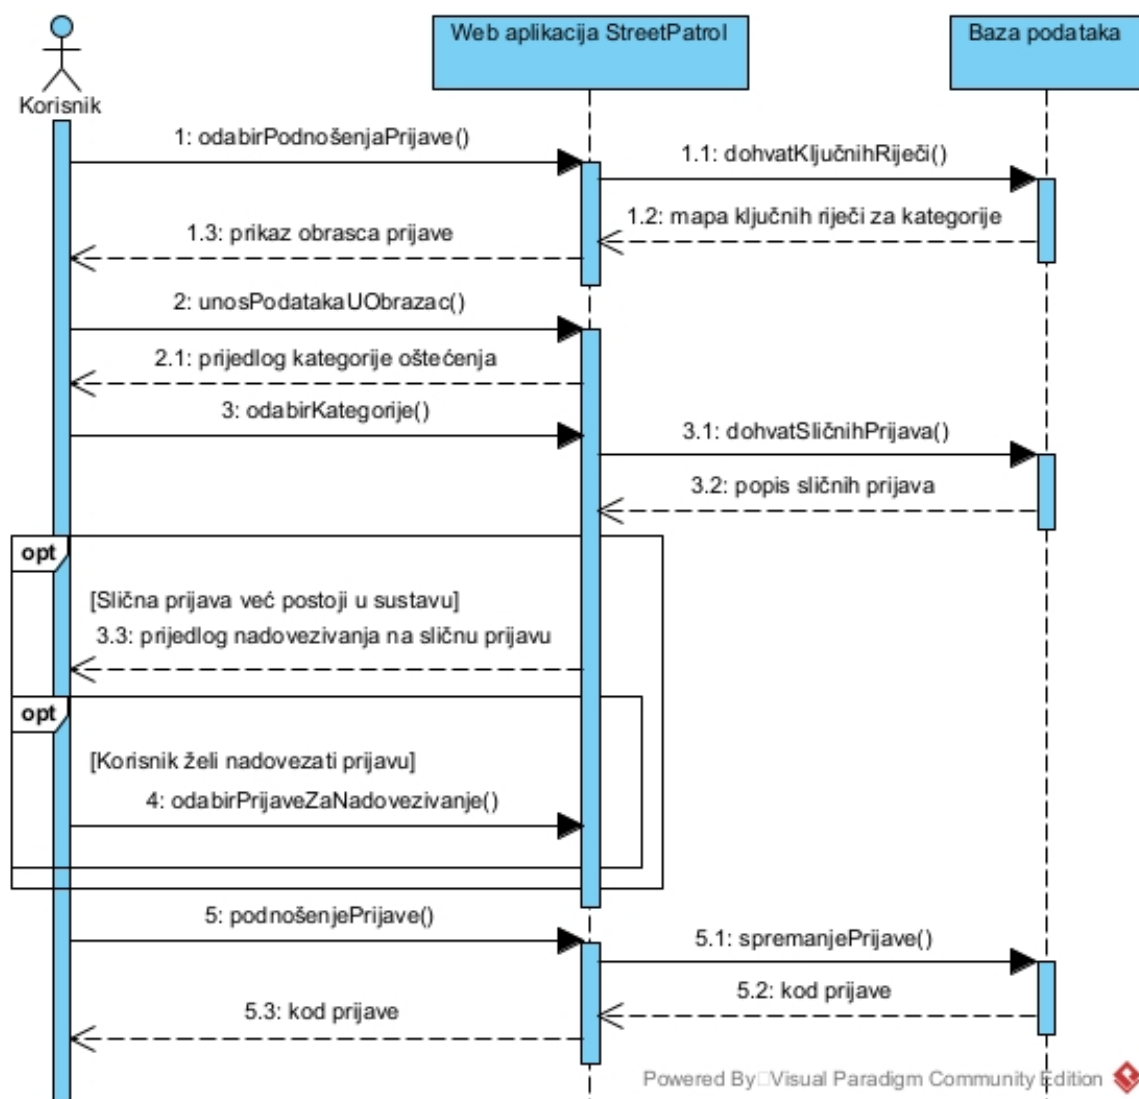 Web aplikacija StreetPatrol
Baza podataka
Korisnik
1: odabirPodnošenjaPrijave()
1.1: dohvatKljučnihRiječi()
1.2: mapa ključnih riječi za kategorije
1.3: prikaz obrasca prijave
2: unosPodatakaUObrazac()
2.1: prijedlog kategorije oštećenja
3: odabirKategorije()
3.1: dohvatSličnihPrijava()
3.2: popis sličnih prijava
opt
[Slična prijava već postoji u sustavu]
3.3: prijedlog nadovezivanja na sličnu prijavu
opt
[Korisnik želi nadovezati prijavu]
4: odabirPrijaveZaNadovezivanje()
5: podnošenjePrijave()
5.1: spremanjePrijave()
5.2: kod prijave
5.3: kod prijave
Powered By Visual Paradigm Community Edition